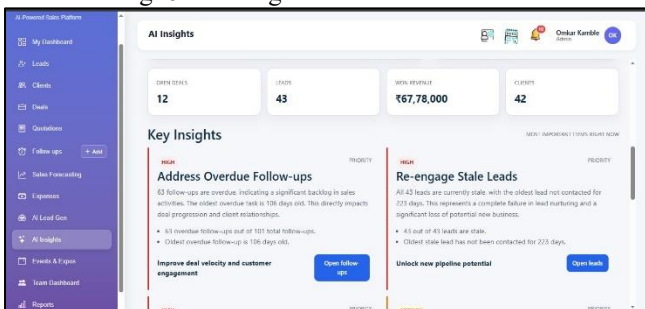 AI-Powered Sales Platform
My Dashboard
Leads
Clients
Deals
Quotations
Follow ups
+ Add
Sales Forecasting
Expenses
AI Lead Gen
AI Insights
Events & Expos
Team Dashboard
Reports
AI Insights
Omkar Kamble
Admin
OK
OPEN DEALS
12
LEADS
43
WON REVENUE
₹67,78,000
CLIENTS
42
Key Insights
MOST IMPORTANT ITEMS RIGHT NOW
HIGH
PRIORITY
Address Overdue Follow-ups
63 follow-ups are overdue, indicating a significant backlog in sales
activities. The oldest overdue task is 106 days old. This directly impacts
deal progression and client relationships.
• 63 overdue follow-ups out of 101 total follow-ups.
• Oldest overdue follow-up is 106 days old.
Improve deal velocity and customer
engagement
Open follow-
ups
HIGH
PRIORITY
Re-engage Stale Leads
All 43 leads are currently stale, with the oldest lead not contacted for
223 days. This represents a complete failure in lead nurturing and a
significant loss of potential new business.
• 43 out of 43 leads are stale.
• Oldest stale lead has not been contacted for 223 days.
Unlock new pipeline potential
Open leads